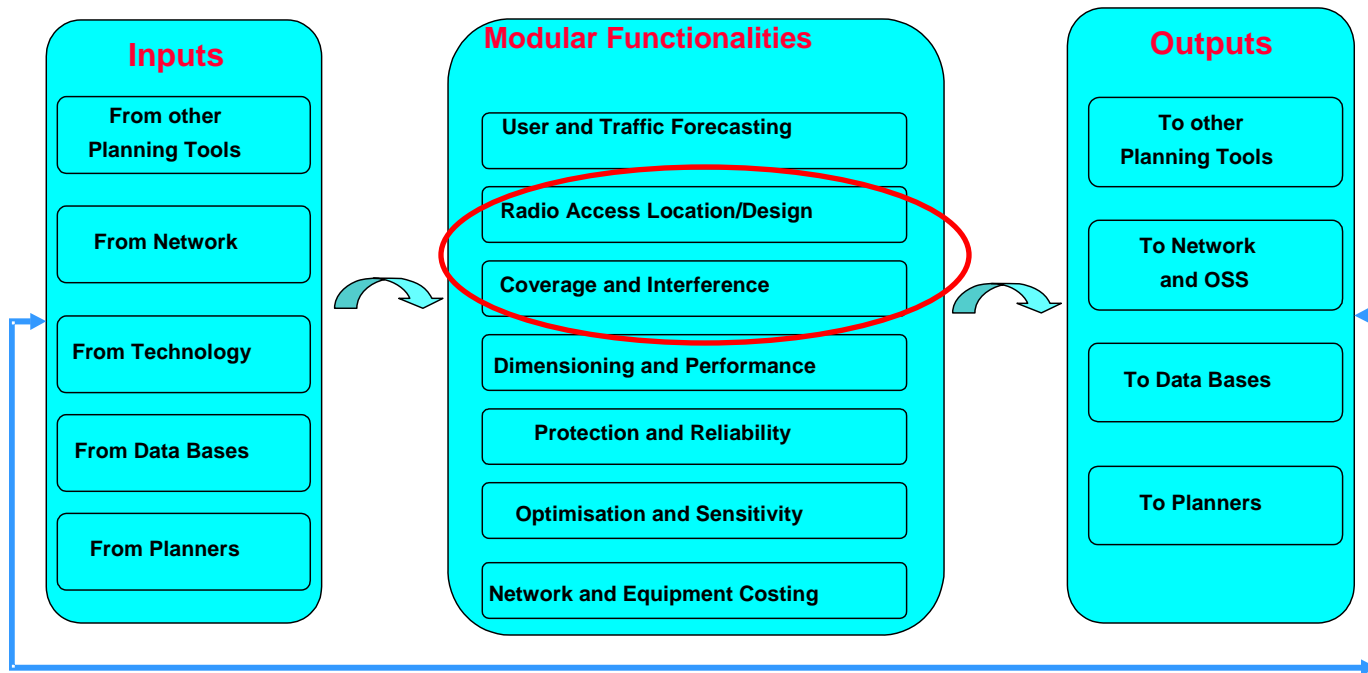 Inputs
From other
Planning Tools
From Network
From Technology
From Data Bases
From Planners
Modular Functionalities
User and Traffic Forecasting
Radio Access Location/Design
Coverage and Interference
Dimensioning and Performance
Protection and Reliability
Optimisation and Sensitivity
Network and Equipment Costing
Outputs
To other
Planning Tools
To Network
and OSS
To Data Bases
To Planners